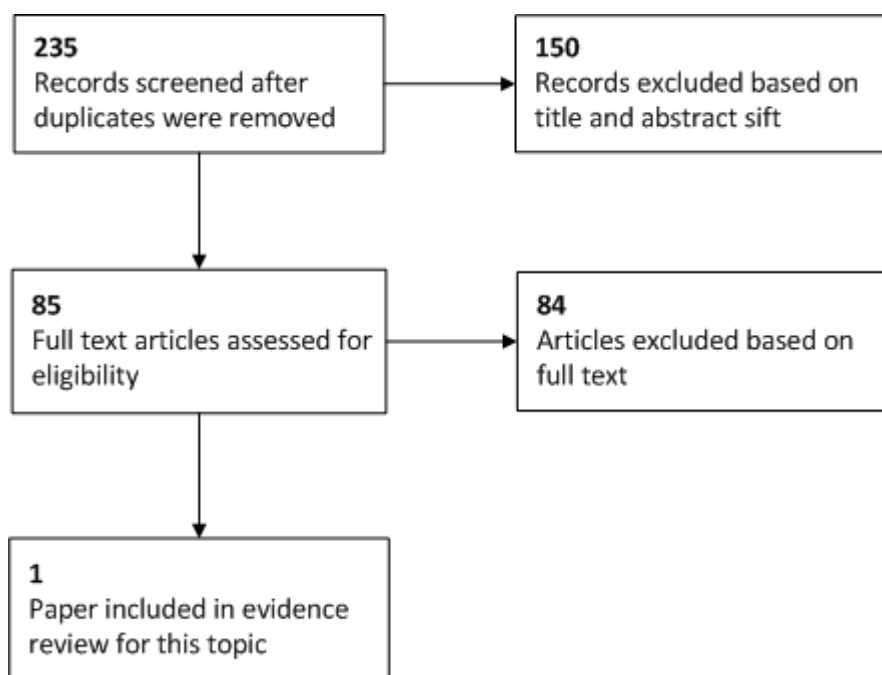 235
Records screened after
duplicates were removed
150
Records excluded based on
title and abstract sift
85
Full text articles assessed for
eligibility
84
Articles excluded based on
full text
1
Paper included in evidence
review for this topic